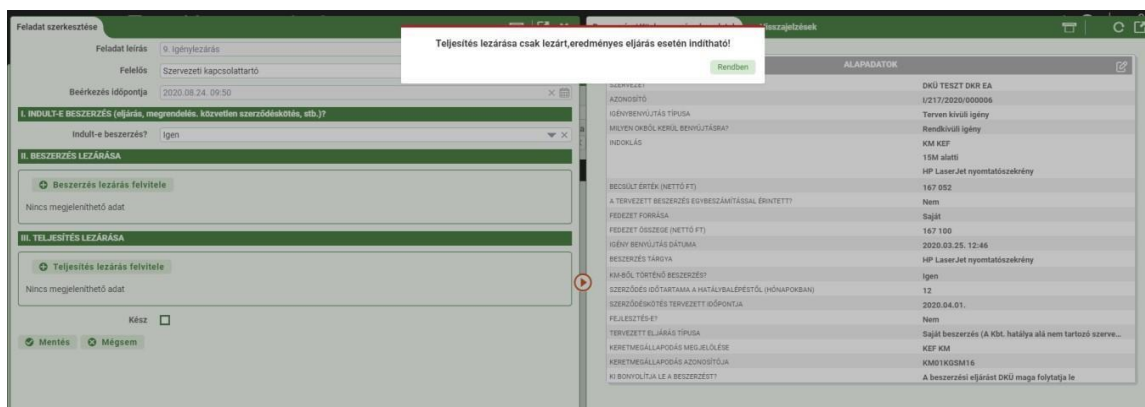 Feladat szerkesztése
Visszajelzések
Teljesítés lezárása csak lezárt,eredményes eljárás esetén indítható!
Rendben
Feladat leírás
9. Igénylezárás
Felelős
Szervezeti kapcsolattartó
Beérkezés időpontja
2020.08.24. 09:50
I. INDULT-E BESZERZÉS (eljárás, megrendelés. közvetlen szerződéskötés, stb.)?
Indult-e beszerzés?
Igen
II. BESZERZÉS LEZÁRÁSA
Beszerzés lezárás felvitele
Nincs megjeleníthető adat
III. TELJESÍTÉS LEZÁRÁSA
Teljesítés lezárás felvitele
Nincs megjeleníthető adat
Kész
Mentés Mégsem
ALAPADATOK
SZERVEZET DKÜ TESZT DKR EA
AZONOSÍTÓ I/217/2020/000006
IGÉNYBENYÚJTÁS TÍPUSA Terven kívüli igény
MILYEN OKBÓL KERÜL BENYÚJTÁSRA? Rendkívüli igény
INDOKLÁS KM KEF
15M alatti
HP LaserJet nyomtatószekrény
BECSÜLT ÉRTÉK (NETTÓ FT) 167 052
A TERVEZETT BESZERZÉS EGYBESZÁMÍTÁSSAL ÉRINTETT? Nem
FEDEZET FORRÁSA Saját
FEDEZET ÖSSZEGE (NETTÓ FT) 167 100
IGÉNY BENYÚJTÁS DÁTUMA 2020.03.25. 12:46
BESZERZÉS TÁRGYA HP LaserJet nyomtatószekrény
KM-BŐL TÖRTÉNŐ BESZERZÉS? Igen
SZERZŐDÉS IDŐTARTAMA A HATÁLYBALÉPÉSTŐL (HÓNAPOKBAN) 12
SZERZŐDÉSKÖTÉS TERVEZETT IDŐPONTJA 2020.04.01.
FEJLESZTÉS-E? Nem
TERVEZETT ELJÁRÁS TÍPUSA Saját beszerzés (A Kbt. hatálya alá nem tartozó szerve...
KERETMEGÁLLAPODÁS MEGJELÖLÉSE KEF KM
KERETMEGÁLLAPODÁS AZONOSÍTÓJA KM01KGSM16
KI BONYOLÍTJA LE A BESZERZÉST? A beszerzési eljárást DKÜ maga folytatja le